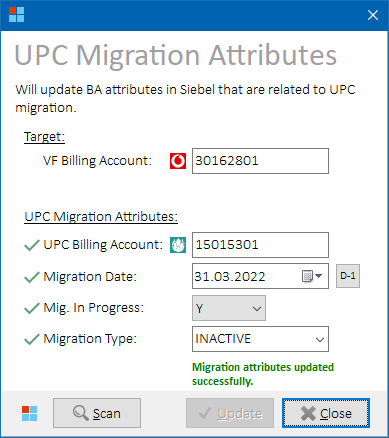 UPC Migration Attributes
Will update BA attributes in Siebel that are related to UPC
migration.
Target:
VF Billing Account: 30162801
UPC Migration Attributes:
UPC Billing Account: 15015301
Migration Date: 31.03.2022 D-1
Mig. In Progress: Y
Migration Type: INACTIVE
Migration attributes updated
successfully.
Scan Update Close